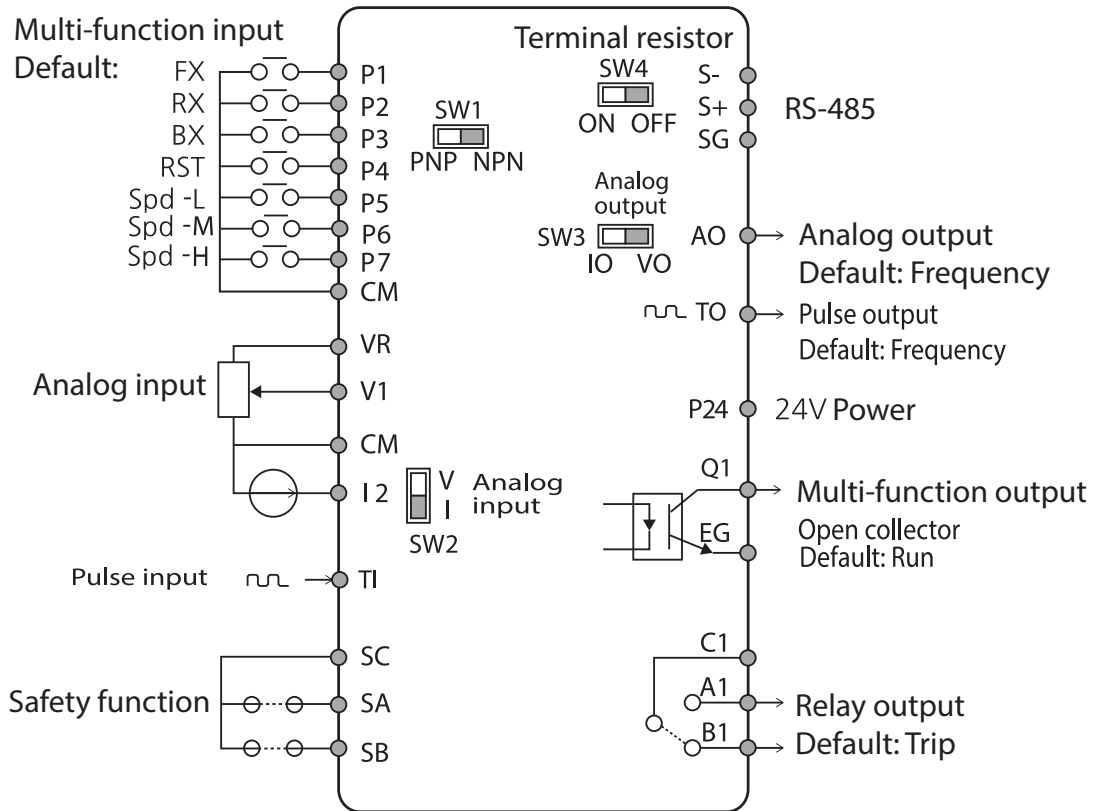 Multi-function input
Default:
FX
P1
RX
P2
BX
P3
RST
P4
Spd -L
P5
Spd -M
P6
Spd -H
P7
CM
SW1
PNP NPN
Terminal resistor
SW4
ON OFF
S-
S+
SG
RS-485
Analog
output
SW3
IO VO
AO
Analog output
Default: Frequency
TO
Pulse output
Default: Frequency
Analog input
VR
V1
CM
I 2
V
I
Analog
input
SW2
P24
24V Power
Q1
EG
Multi-function output
Open collector
Default: Run
Pulse input
TI
Safety function
SC
SA
SB
C1
A1
B1
Relay output
Default: Trip